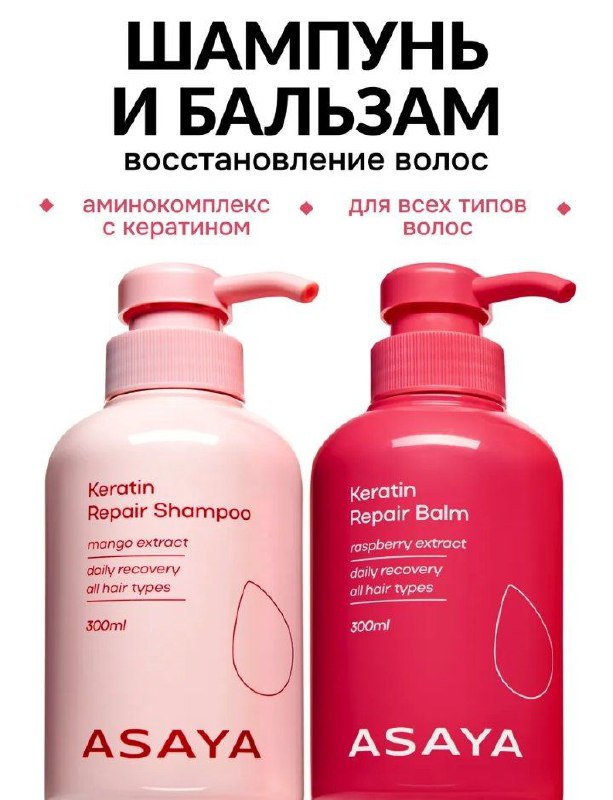 ШАМПУНЬ
И БАЛЬЗАМ
восстановление волос
аминокомплекс
с кератином
для всех типов
волос
Keratin
Repair Shampoo
mango extract
daily recovery
all hair types
300ml
ASAYA
Keratin
Repair Balm
raspberry extract
daily recovery
all hair types
300ml
ASAYA